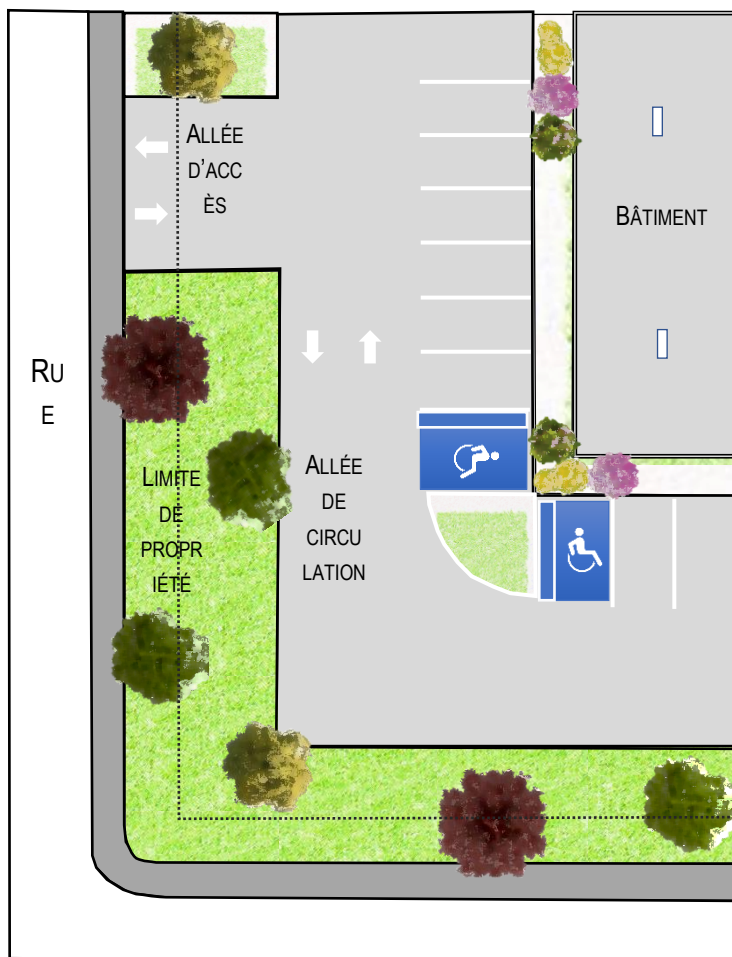 ALLÉE
D'ACC
ÈS
BÂTIMENT
RU
E
LIMITE
DE
PROPR
IÉTÉ
ALLÉE
DE
CIRCU
LATION